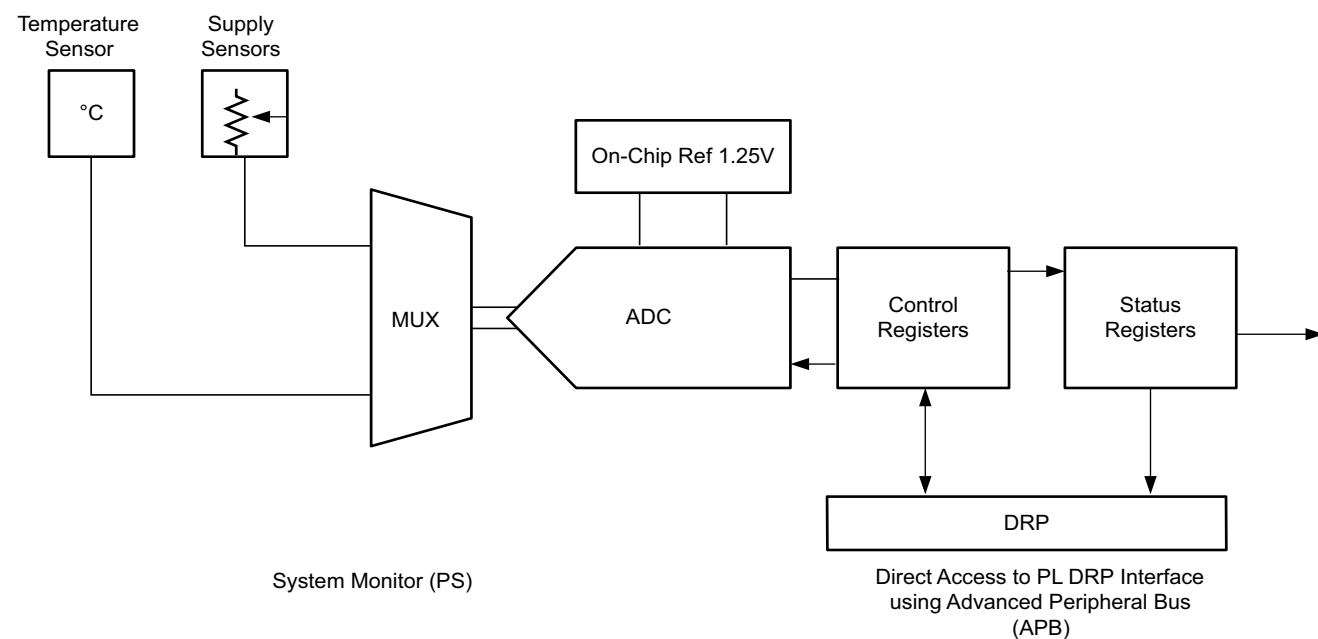 Temperature
Sensor
Supply
Sensors
°C
On-Chip Ref 1.25V
MUX
ADC
Control
Registers
Status
Registers
DRP
System Monitor (PS)
Direct Access to PL DRP Interface
using Advanced Peripheral Bus
(APB)